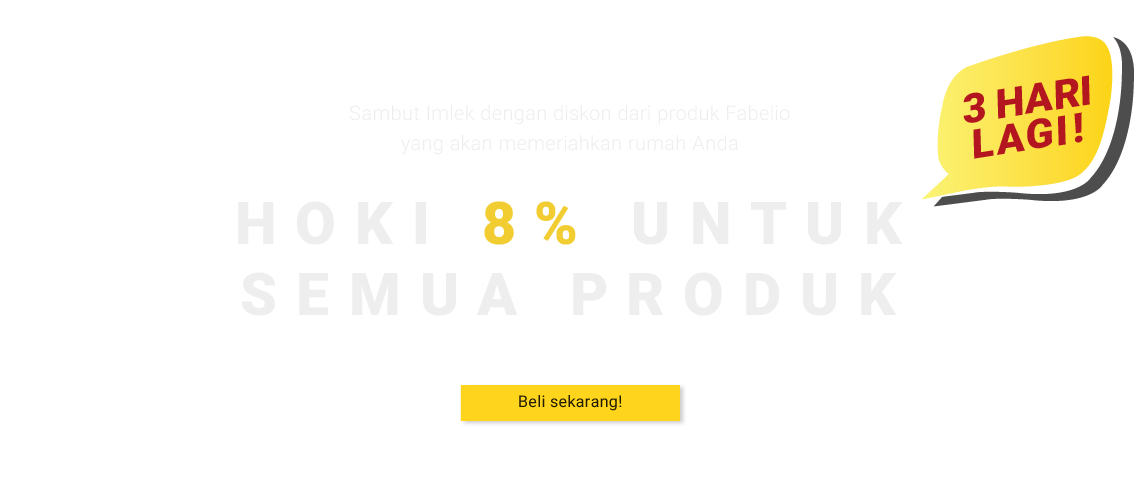 Sambut Imlek dengan diskon dari produk Fabelio
yang akan memeriahkan rumah Anda
HOKI 8% UNTUK
SEMUA PRODUK
3 HARI
LAGI!
Beli sekarang!